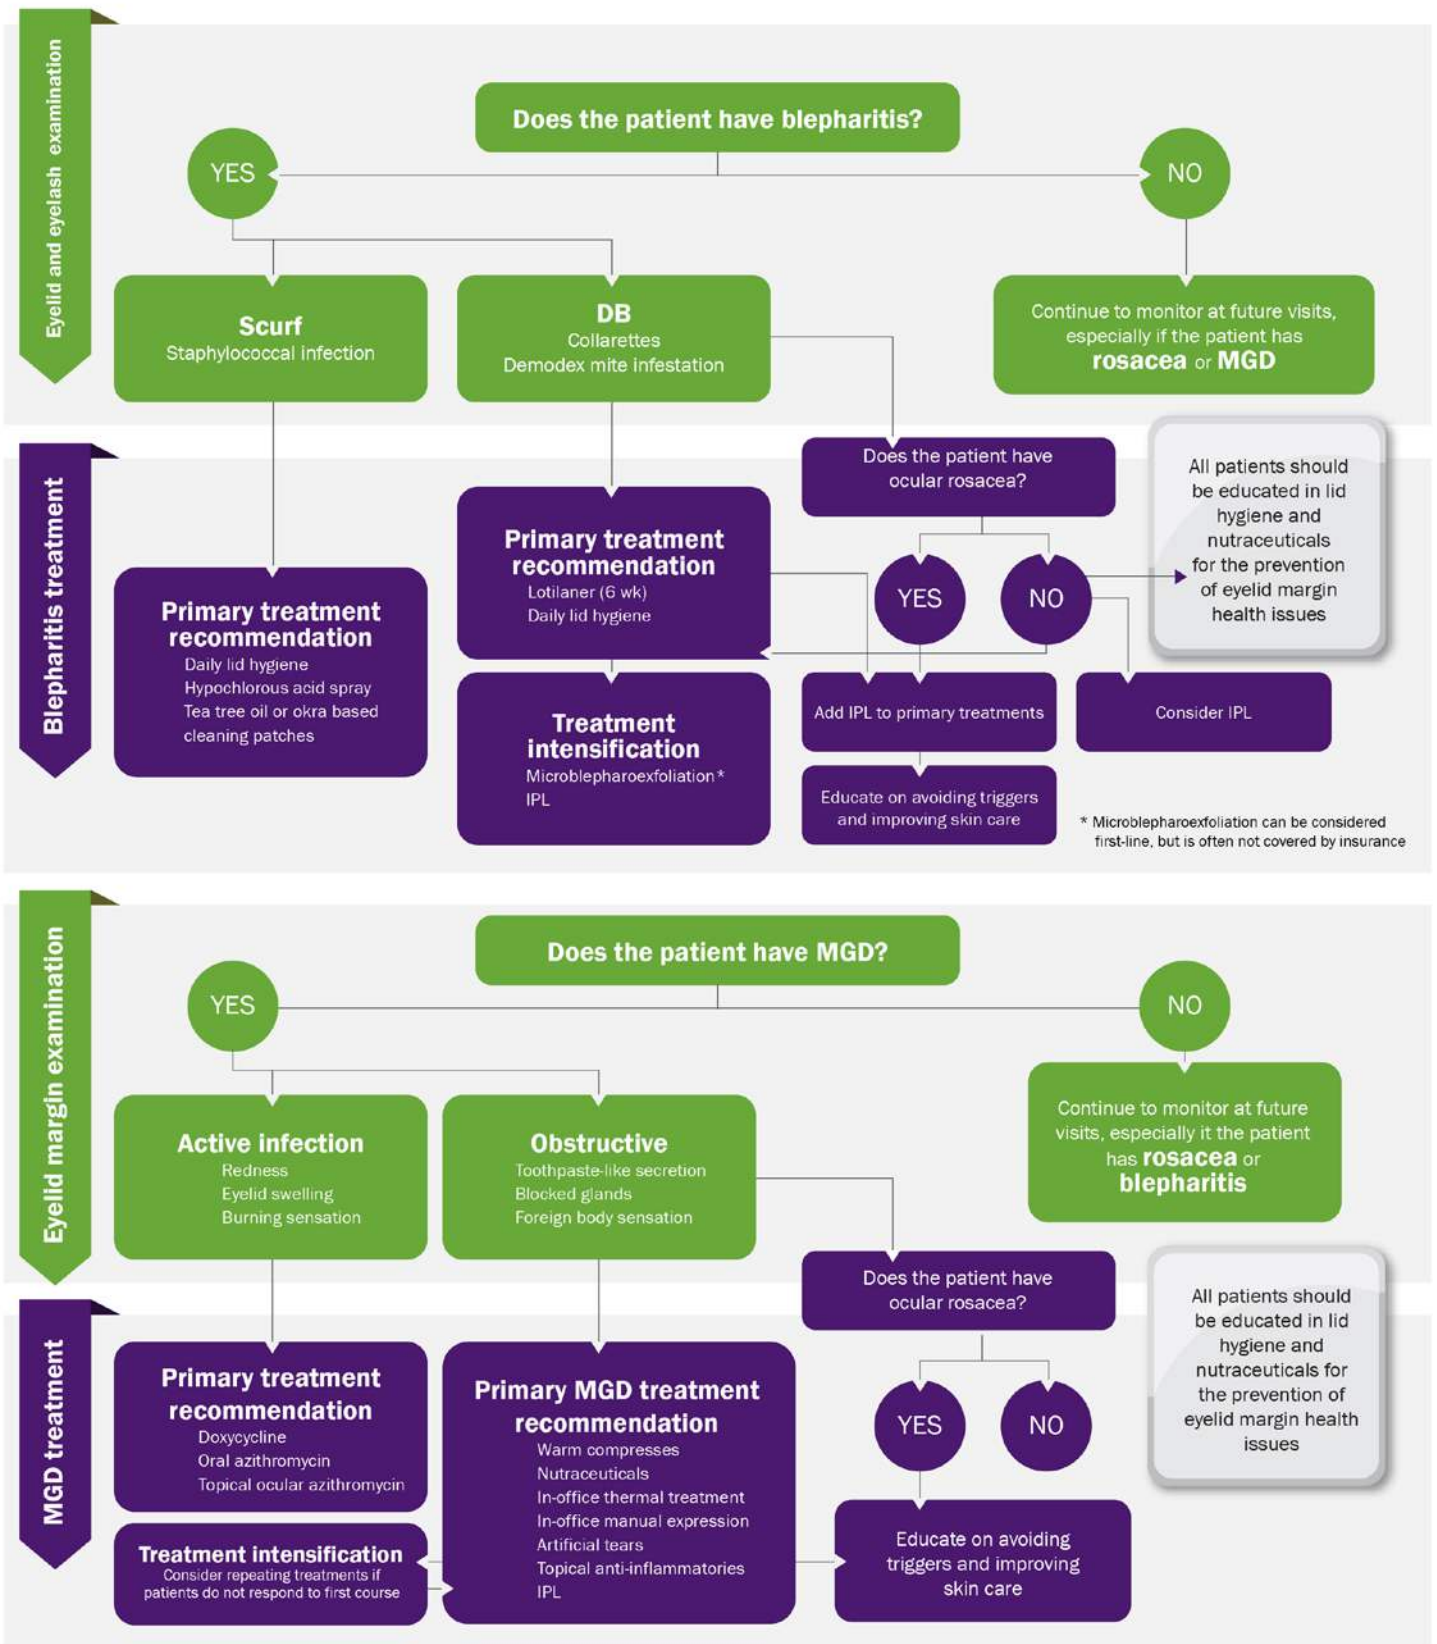 Eyelid and eyelash examination
Does the patient have blepharitis?
YES
NO
Scurf
Staphylococcal infection
DB
Collarettes
Demodex mite infestation
Continue to monitor at future visits,
especially if the patient has
rosacea or MGD
Blepharitis treatment
Does the patient have
ocular rosacea?
All patients should
be educated in lid
hygiene and
nutraceuticals
for the prevention
of eyelid margin
health issues
Primary treatment
recommendation
Lotilaner (6 wk)
Daily lid hygiene
YES
NO
Primary treatment
recommendation
Daily lid hygiene
Hypochlorous acid spray
Tea tree oil or okra based
cleaning patches
Treatment
intensification
Microblepharoexfoliation*
IPL
Add IPL to primary treatments
Consider IPL
Educate on avoiding triggers
and improving skin care
* Microblepharoexfoliation can be considered
first-line, but is often not covered by insurance
Eyelid margin examination
Does the patient have MGD?
YES
NO
Active infection
Redness
Eyelid swelling
Burning sensation
Obstructive
Toothpaste-like secretion
Blocked glands
Foreign body sensation
Continue to monitor at future
visits, especially it the patient
has rosacea or
blepharitis
MGD treatment
Does the patient have
ocular rosacea?
All patients should
be educated in lid
hygiene and
nutraceuticals for
the prevention of
eyelid margin health
issues
Primary treatment
recommendation
Doxycycline
Oral azithromycin
Topical ocular azithromycin
Primary MGD treatment
recommendation
Warm compresses
Nutraceuticals
In-office thermal treatment
In-office manual expression
Artificial tears
Topical anti-inflammatories
IPL
YES
NO
Treatment intensification
Consider repeating treatments if
patients do not respond to first course
Educate on avoiding
triggers and improving
skin care